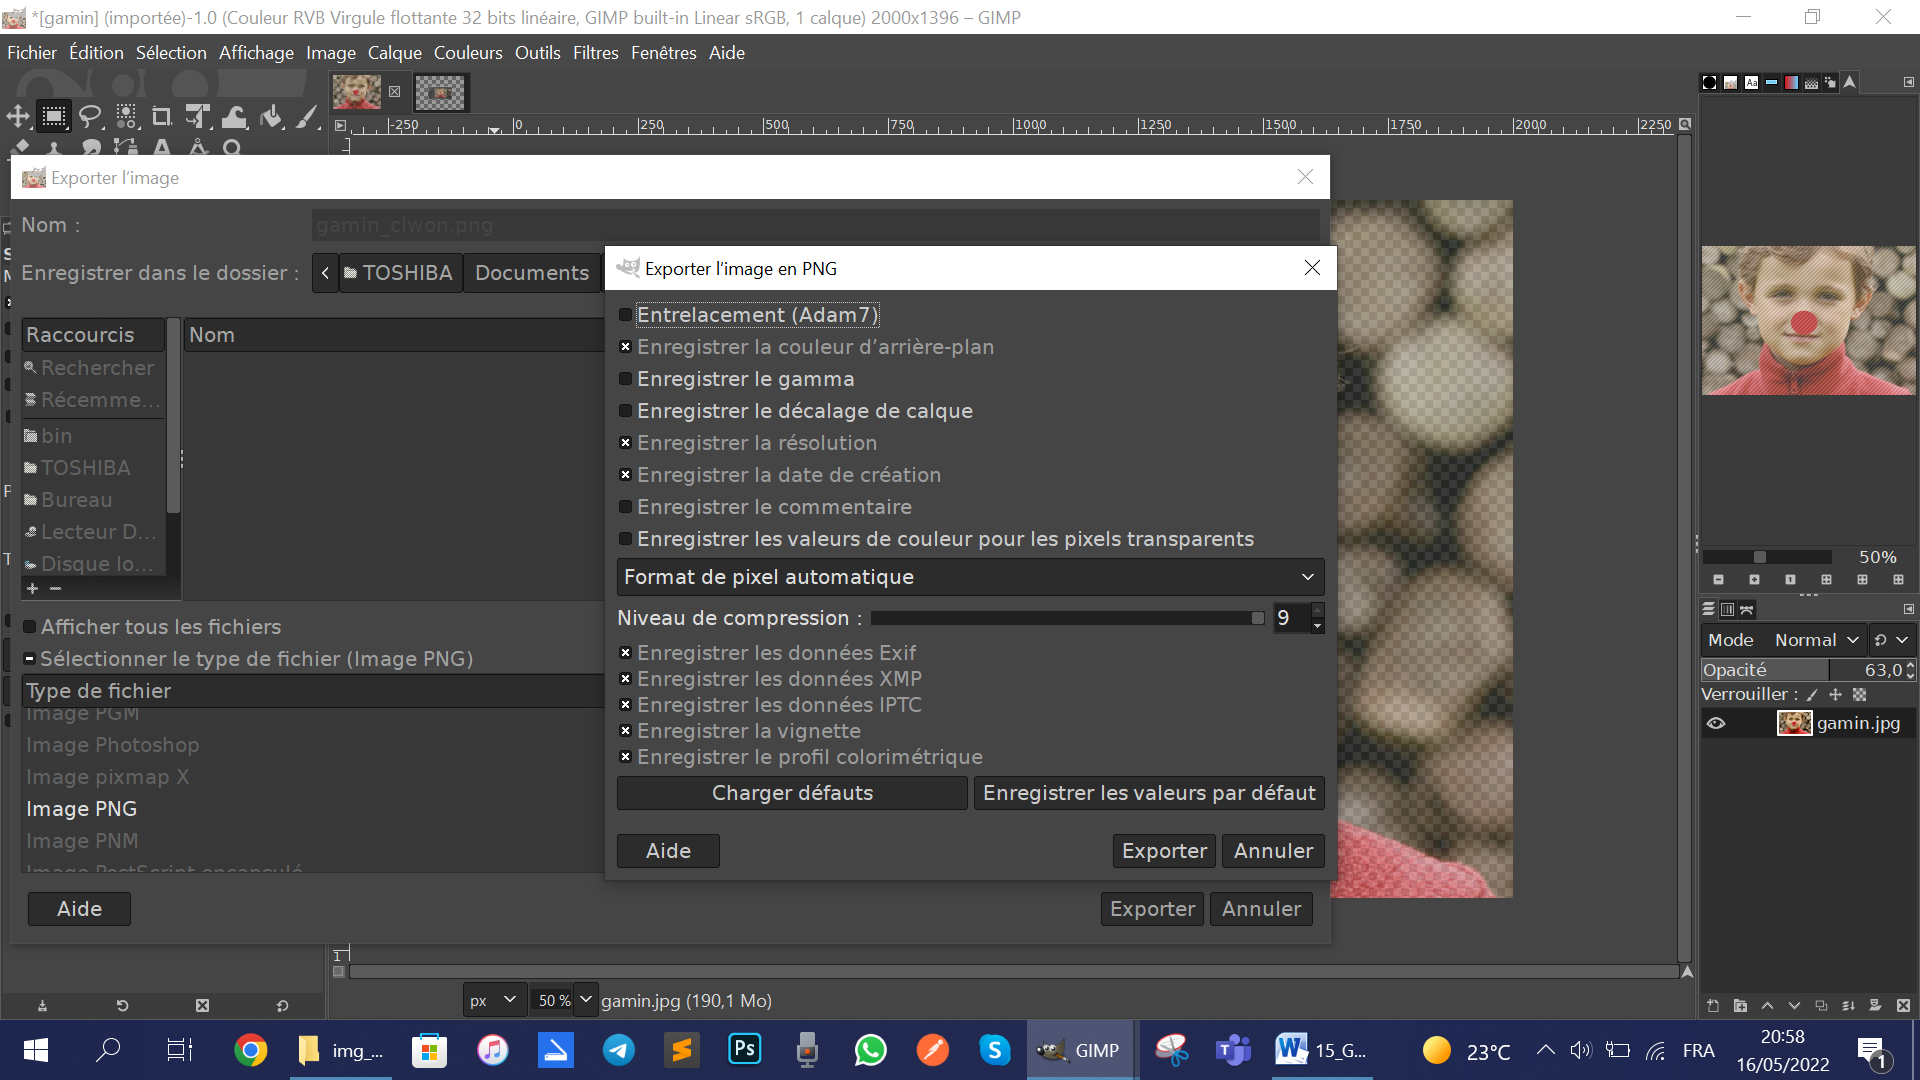 *[gamin] (importée)-1.0 (Couleur RVB Virgule flottante 32 bits linéaire, GIMP built-in Linear sRGB, 1 calque) 2000x1396 – GIMP
Fichier Édition Sélection Affichage Image Calque Couleurs Outils Filtres Fenêtres Aide
-250 0 250 500 750 1000 1250 1500 1750 2000 2250
Exporter l'image
Nom :
gamin_clwon.png
Enregistrer dans le dossier :
TOSHIBA
Documents
Raccourcis
Nom
Rechercher
Récemme...
bin
TOSHIBA
Bureau
Lecteur D...
Disque lo...
Afficher tous les fichiers
Sélectionner le type de fichier (Image PNG)
Type de fichier
Image PGM
Image Photoshop
Image pixmap X
Image PNG
Image PNM
Image PostScript encapsulé
Aide
Exporter
Annuler
Exporter l'image en PNG
Entrelacement (Adam7)
Enregistrer la couleur d’arrière-plan
Enregistrer le gamma
Enregistrer le décalage de calque
Enregistrer la résolution
Enregistrer la date de création
Enregistrer le commentaire
Enregistrer les valeurs de couleur pour les pixels transparents
Format de pixel automatique
Niveau de compression :
9
Enregistrer les données Exif
Enregistrer les données XMP
Enregistrer les données IPTC
Enregistrer la vignette
Enregistrer le profil colorimétrique
Charger défauts
Enregistrer les valeurs par défaut
Aide
Exporter
Annuler
50%
Mode Normal
Opacité 63,0
Verrouiller :
gamin.jpg
1
px
50 %
gamin.jpg (190,1 Mo)
img_...
Ps
GIMP
15_G...
23°C
FRA
20:58
16/05/2022
1